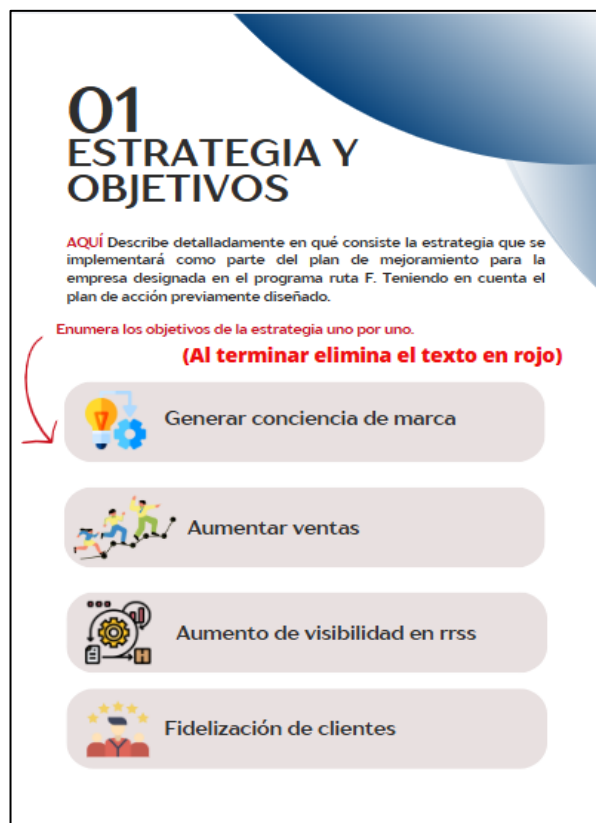 01
ESTRATEGIA Y
OBJETIVOS
AQUÍ Describe detalladamente en qué consiste la estrategia que se
implementará como parte del plan de mejoramiento para la
empresa designada en el programa ruta F. Teniendo en cuenta el
plan de acción previamente diseñado.
Enumera los objetivos de la estrategia uno por uno.
(Al terminar elimina el texto en rojo)
Generar conciencia de marca
Aumentar ventas
Aumento de visibilidad en rrss
Fidelización de clientes